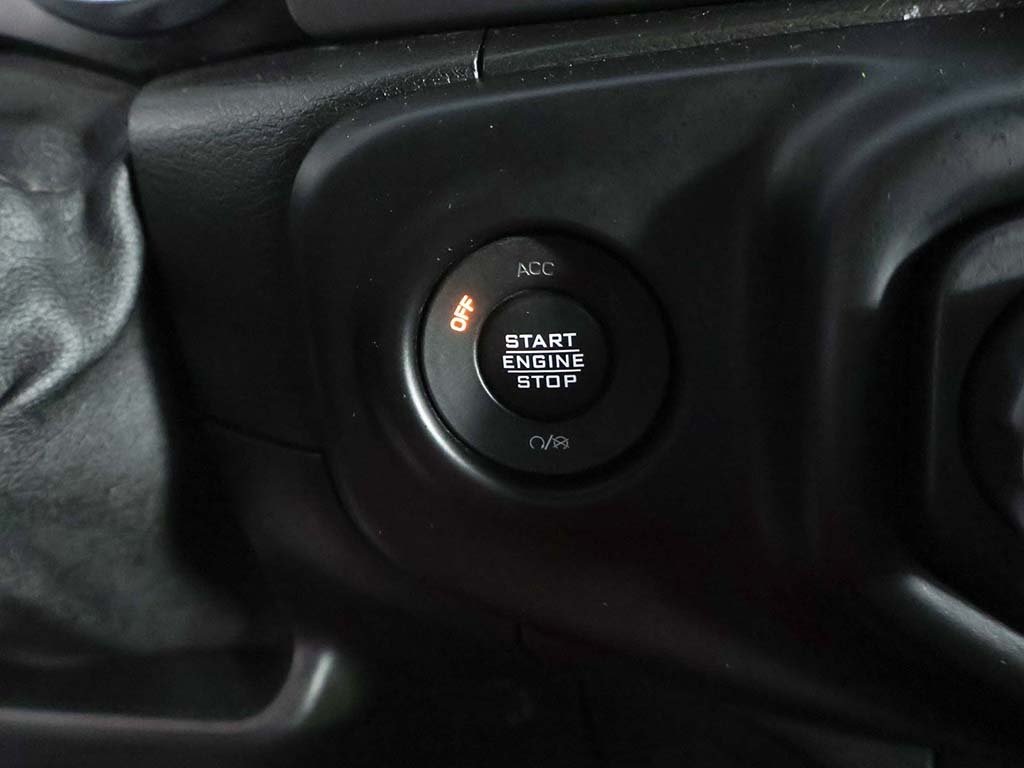 ACC
OFF
START
ENGINE
STOP